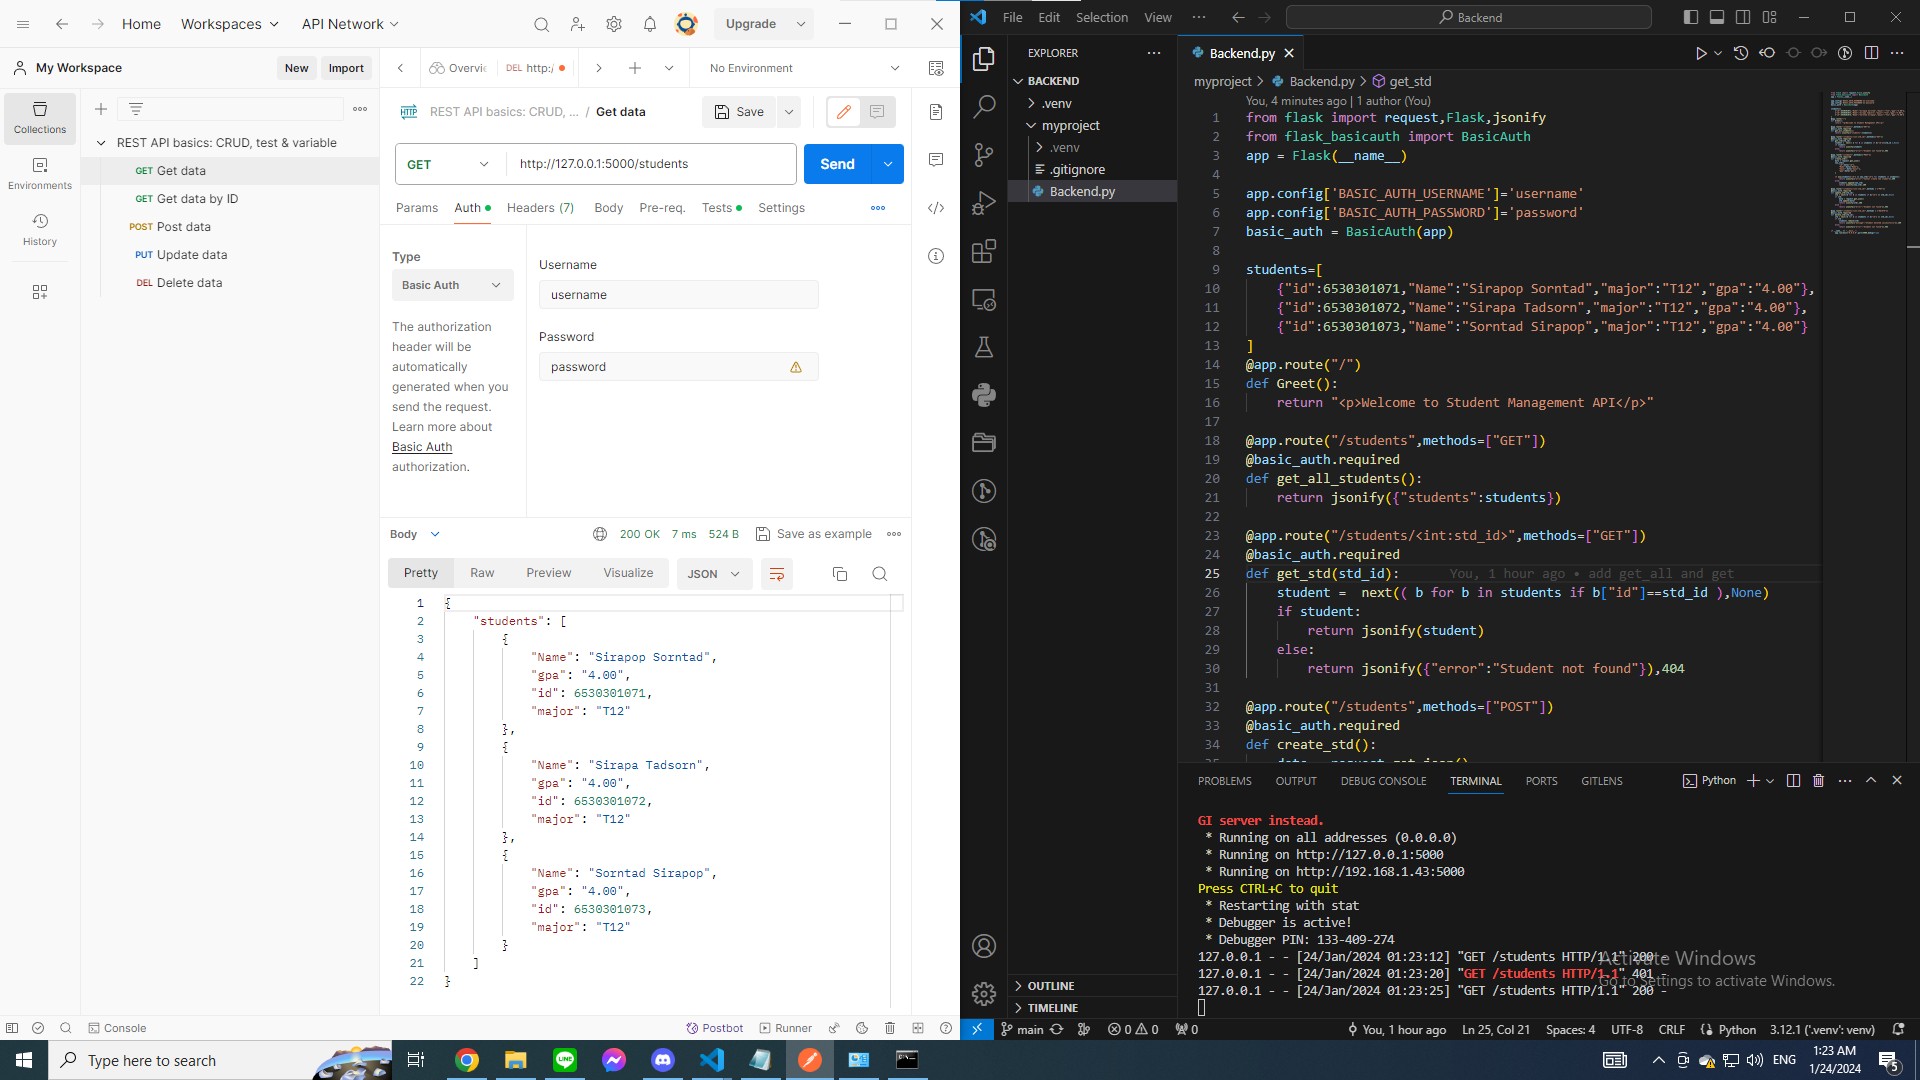 Home
Workspaces
API Network
Upgrade
My Workspace
New
Import
Collections
Environments
History
REST API basics: CRUD, test & variable
GET Get data
GET Get data by ID
POST Post data
PUT Update data
DEL Delete data
Overvi
DEL http:/
No Environment
HTTP
REST API basics: CRUD, ... / Get data
Save
GET
http://127.0.0.1:5000/students
Send
Params
Auth
Headers (7)
Body
Pre-req.
Tests
Settings
Type
Basic Auth
The authorization
header will be
automatically
generated when you
send the request.
Learn more about
Basic Auth
authorization.
Username
username
Password
password
Body
200 OK 7 ms 524 B
Save as example
Pretty
Raw
Preview
Visualize
JSON
1 {
2 "students": [
3 {
4 "Name": "Sirapop Sorntad",
5 "gpa": "4.00",
6 "id": 6530301071,
7 "major": "T12"
8 },
9 {
10 "Name": "Sirapa Tadsorn",
11 "gpa": "4.00",
12 "id": 6530301072,
13 "major": "T12"
14 },
15 {
16 "Name": "Sorntad Sirapop",
17 "gpa": "4.00",
18 "id": 6530301073,
19 "major": "T12"
20 }
21 ]
22 }
Console
Postbot
Runner
File Edit Selection View
Backend
EXPLORER
BACKEND
.venv
myproject
.venv
.gitignore
Backend.py
Backend.py
myproject > Backend.py > get_std
You, 4 minutes ago | 1 author (You)
1 from flask import request,Flask,jsonify
2 from flask_basicauth import BasicAuth
3 app = Flask(__name__)
4
5 app.config['BASIC_AUTH_USERNAME']='username'
6 app.config['BASIC_AUTH_PASSWORD']='password'
7 basic_auth = BasicAuth(app)
8
9 students=[
10 {"id":6530301071,"Name":"Sirapop Sorntad","major":"T12","gpa":"4.00"},
11 {"id":6530301072,"Name":"Sirapa Tadsorn","major":"T12","gpa":"4.00"},
12 {"id":6530301073,"Name":"Sorntad Sirapop","major":"T12","gpa":"4.00"}
13 ]
14 @app.route("/")
15 def Greet():
16 return "<p>Welcome to Student Management API</p>"
17
18 @app.route("/students",methods=["GET"])
19 @basic_auth.required
20 def get_all_students():
21 return jsonify({"students":students})
22
23 @app.route("/students/<int:std_id>",methods=["GET"])
24 @basic_auth.required
25 def get_std(std_id): You, 1 hour ago • add get_all and get
26 student = next(( b for b in students if b["id"]==std_id ),None)
27 if student:
28 return jsonify(student)
29 else:
30 return jsonify({"error":"Student not found"}),404
31
32 @app.route("/students",methods=["POST"])
33 @basic_auth.required
34 def create_std():
PROBLEMS
OUTPUT
DEBUG CONSOLE
TERMINAL
PORTS
GITLENS
Python
GI server instead.
* Running on all addresses (0.0.0.0)
* Running on http://127.0.0.1:5000
* Running on http://192.168.1.43:5000
Press CTRL+C to quit
* Restarting with stat
* Debugger is active!
* Debugger PIN: 133-409-274
127.0.0.1 - - [24/Jan/2024 01:23:12] "GET /students HTTP/1.1" 200 -
127.0.0.1 - - [24/Jan/2024 01:23:20] "GET /students HTTP/1.1" 401 -
127.0.0.1 - - [24/Jan/2024 01:23:25] "GET /students HTTP/1.1" 200 -
Activate Windows
Go to Settings to activate Windows.
OUTLINE
TIMELINE
main
0 0
0
You, 1 hour ago
Ln 25, Col 21
Spaces: 4
UTF-8
CRLF
Python
3.12.1 ('.venv': venv)
Type here to search
LINE
ENG
1:23 AM
1/24/2024
5